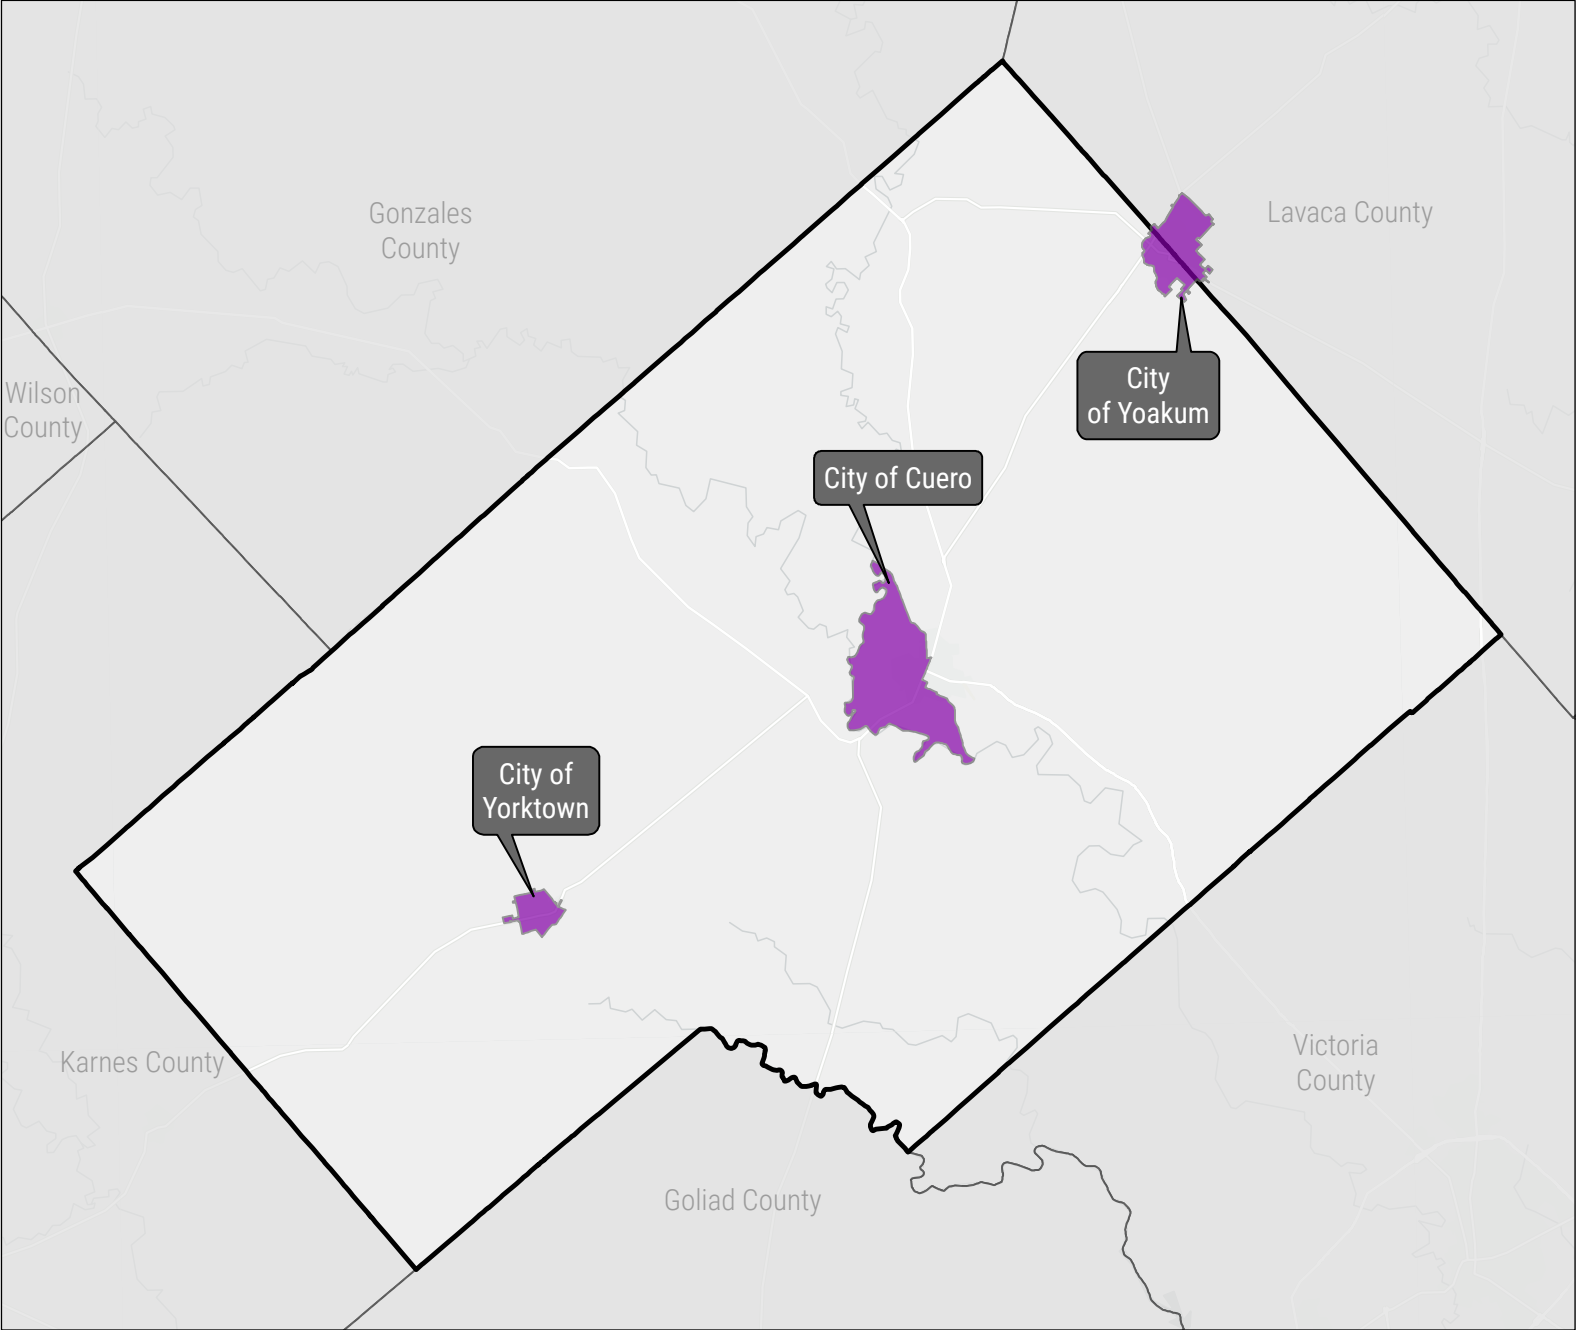 Gonzales
County
Lavaca County
Wilson
County
City
of Yoakum
City of Cuero
City of
Yorktown
Karnes County
Victoria
County
Goliad County